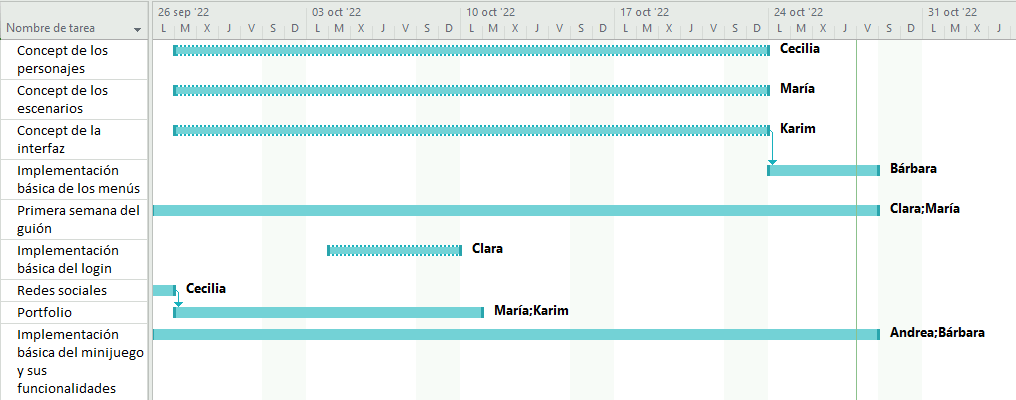 26 sep '22 03 oct '22 10 oct '22 17 oct '22 24 oct '22 31 oct '22
Nombre de tarea L M X J V S D L M X J V S D L M X J V S D L M X J V S D L M X J V S D L M X J
Concept de los
personajes
Cecilia
Concept de los
escenarios
María
Concept de la
interfaz
Karim
Implementación
básica de los menús
Bárbara
Primera semana del
guión
Clara;María
Implementación
básica del login
Clara
Redes sociales
Cecilia
Portfolio
María;Karim
Implementación
básica del minijuego
y sus
funcionalidades
Andrea;Bárbara